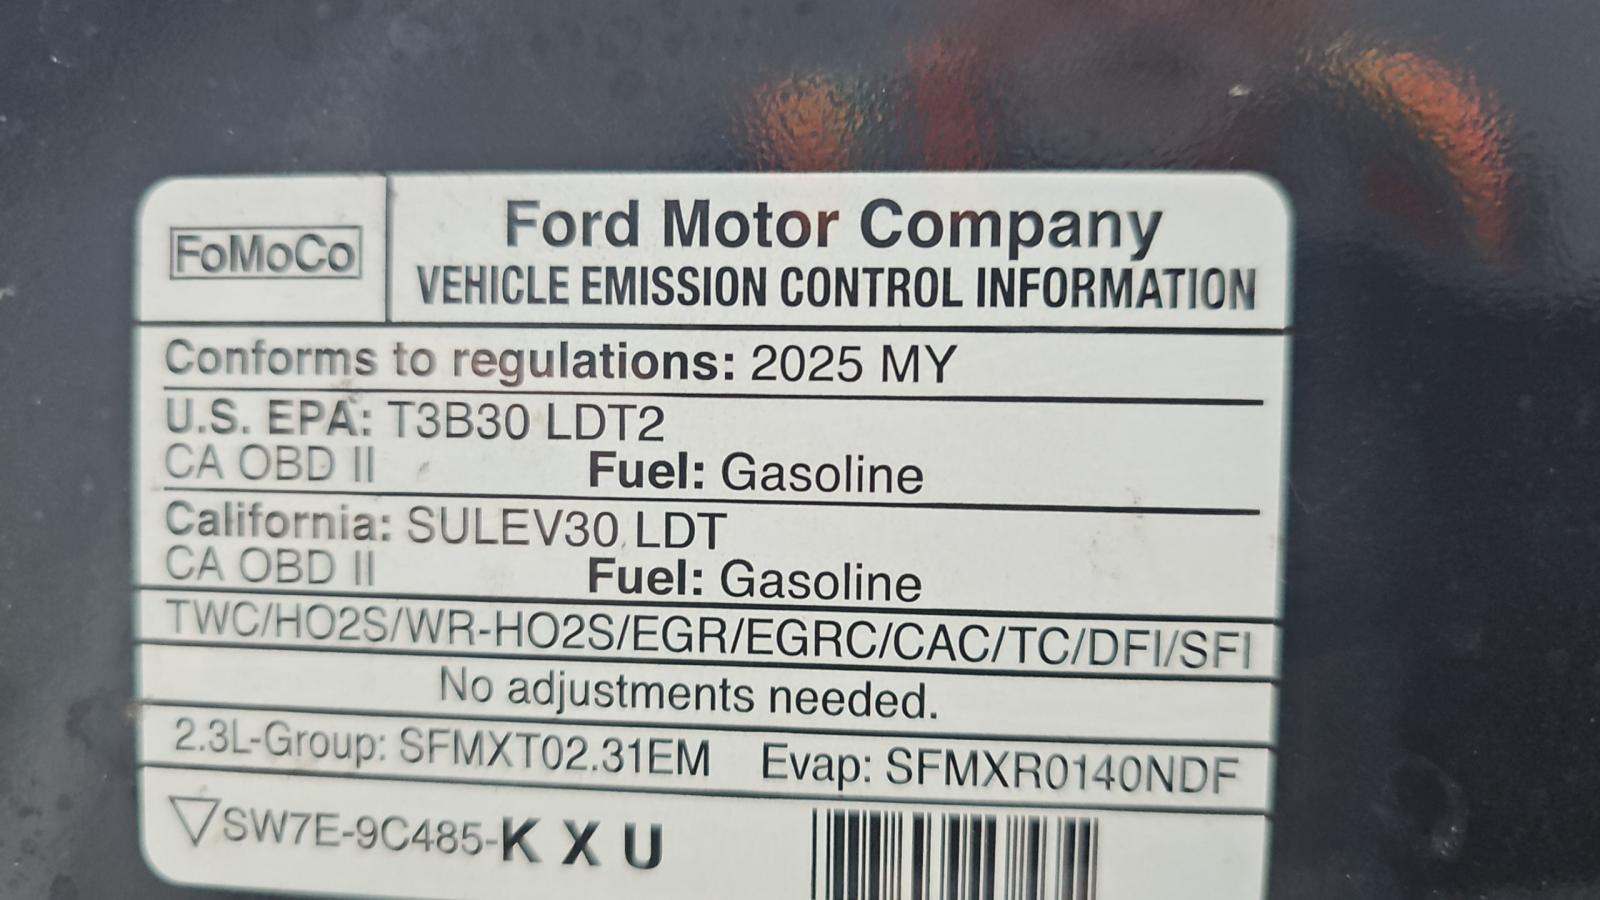 FoMoCo
Ford Motor Company
VEHICLE EMISSION CONTROL INFORMATION
Conforms to regulations: 2025 MY
U.S. EPA: T3B30 LDT2
CA OBD II Fuel: Gasoline
California: SULEV30 LDT
CA OBD II Fuel: Gasoline
TWC/HO2S/WR-HO2S/EGR/EGRC/CAC/TC/DFI/SFI
No adjustments needed.
2.3L-Group: SFMXT02.31EM Evap: SFMXR0140NDF
SW7E-9C485-K X U